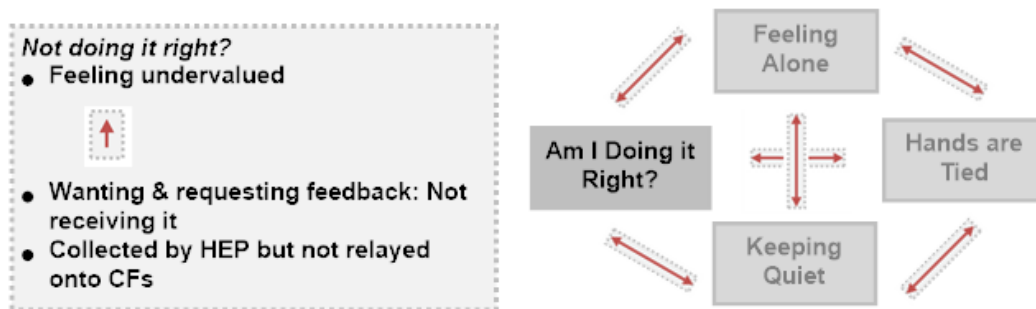 Not doing it right?
● Feeling undervalued
● Wanting & requesting feedback: Not
receiving it
● Collected by HEP but not relayed
onto CFs
Feeling
Alone
Am I Doing it
Right?
Hands are
Tied
Keeping
Quiet